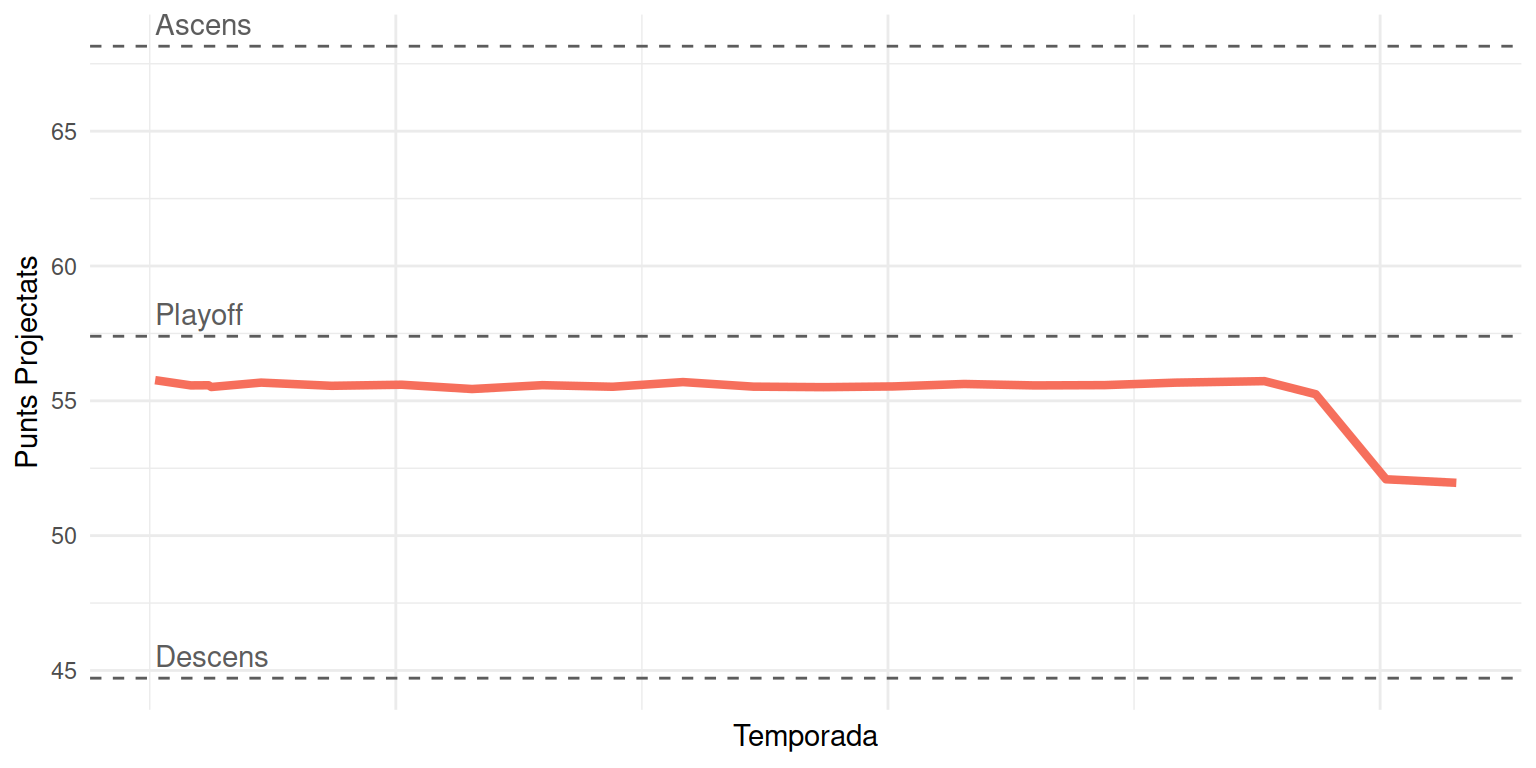 Ascens
65
60
Playoff
55
50
Descens
45
Punts Projectats
Temporada